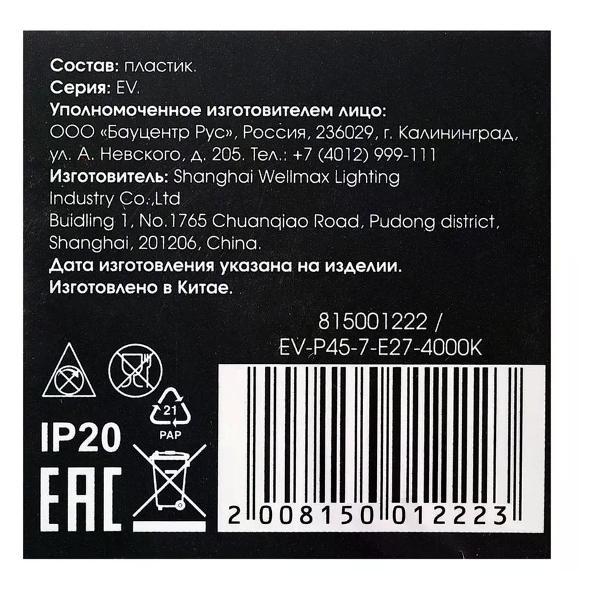 Состав: пластик.
Серия: EV.
Уполномоченное изготовителем лицо:
ООО «Бауцентр Рус», Россия, 236029, г. Калининград,
ул. А. Невского, д. 205. Тел.: +7 (4012) 999-111
Изготовитель: Shanghai Wellmax Lighting
Industry Co.,Ltd
Buidling 1, No.1765 Chuanqiao Road, Pudong district,
Shanghai, 201206, China.
Дата изготовления указана на изделии.
Изготовлено в Китае.
815001222 /
EV-P45-7-E27-4000K
21
PAP
IP20
EAC
2 008150 012223